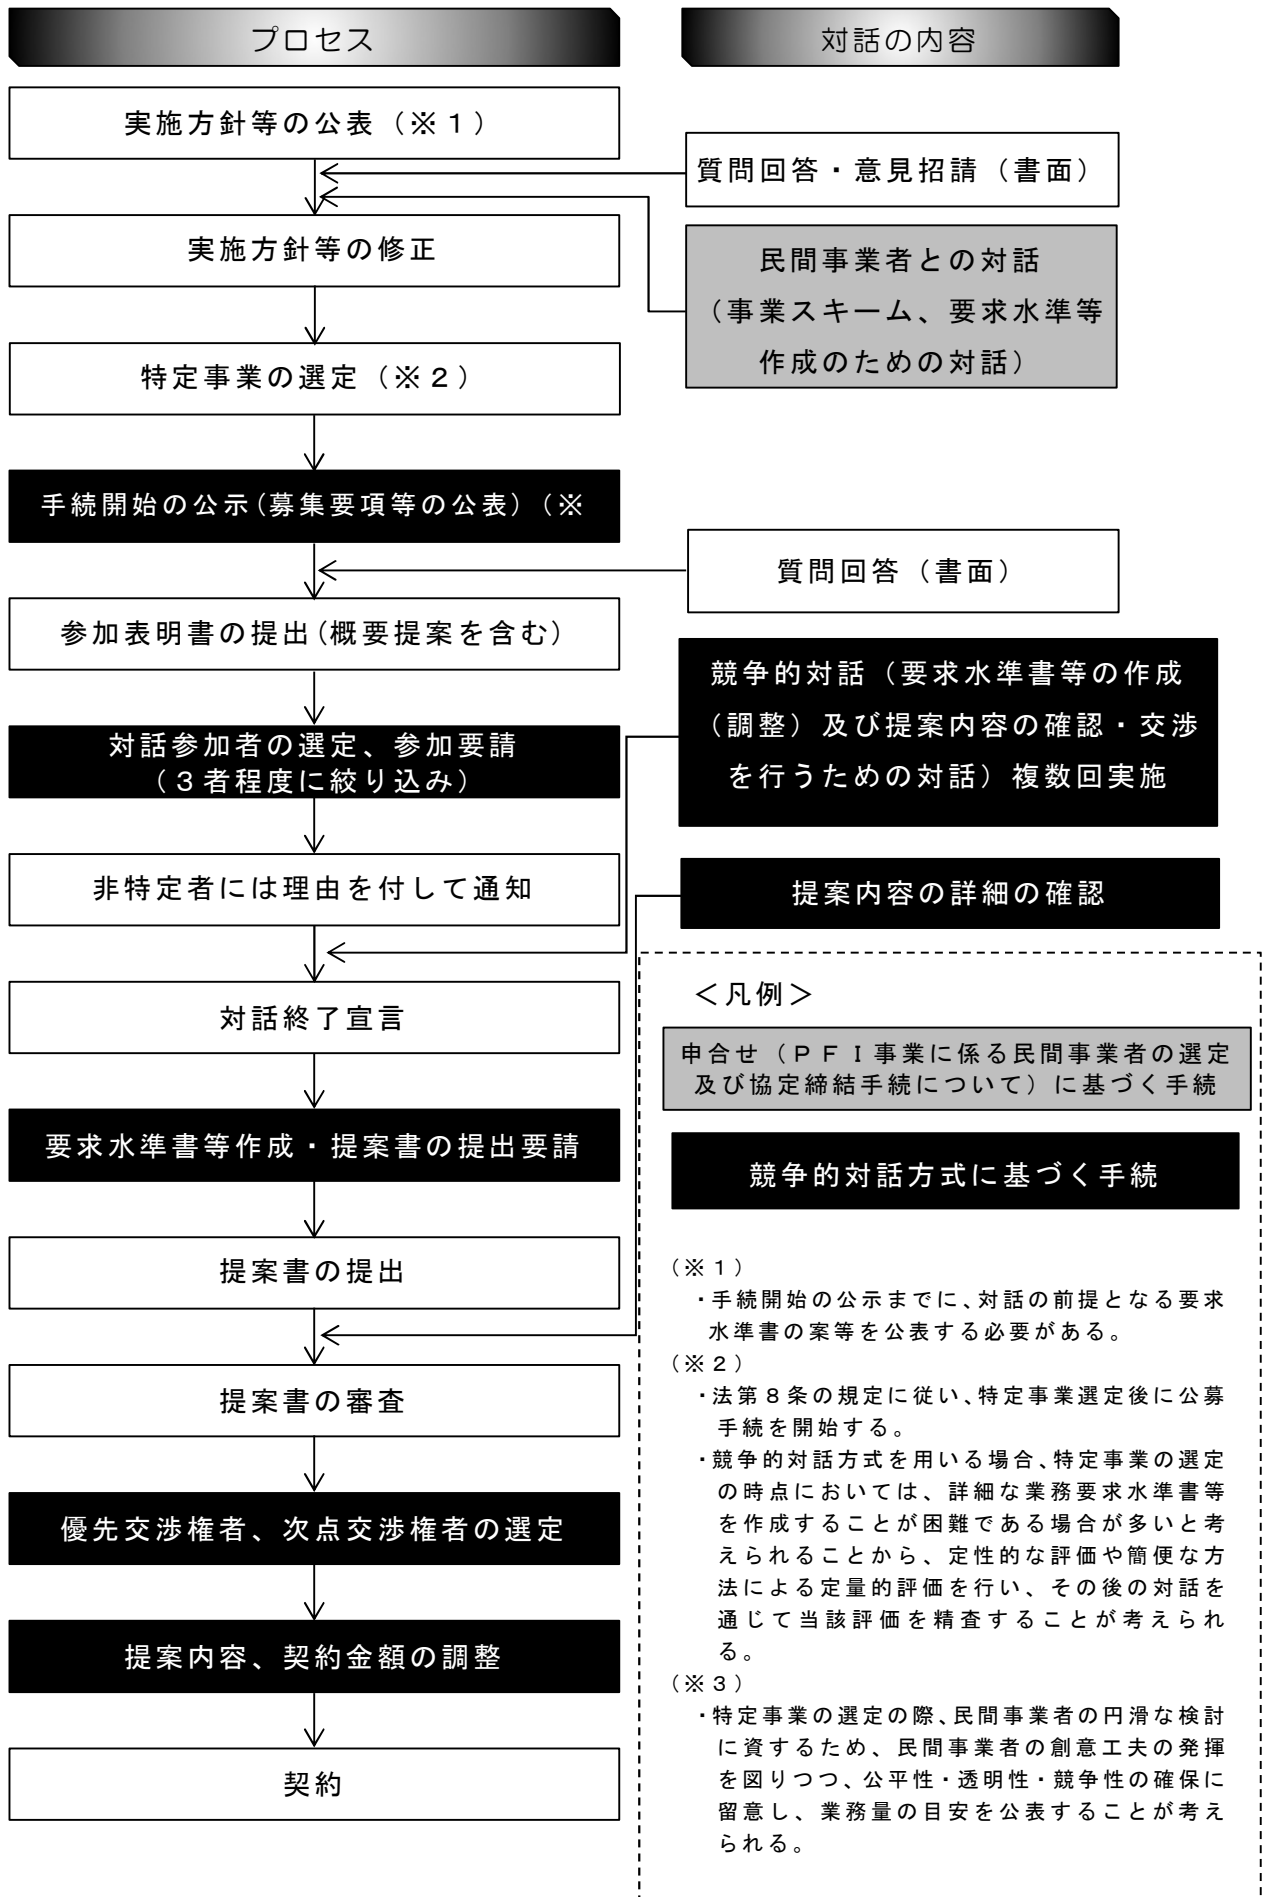 プロセス
対話の内容
実施方針等の公表（※１）
質問回答・意見招請（書面）
実施方針等の修正
民間事業者との対話
（事業スキーム、要求水準等
作成のための対話）
特定事業の選定（※２）
手続開始の公示(募集要項等の公表)（※
質問回答（書面）
参加表明書の提出(概要提案を含む)
競争的対話（要求水準書等の作成
（調整）及び提案内容の確認・交渉
を行うための対話）複数回実施
対話参加者の選定、参加要請
（３者程度に絞り込み）
非特定者には理由を付して通知
提案内容の詳細の確認
対話終了宣言
要求水準書等作成・提案書の提出要請
提案書の提出
提案書の審査
優先交渉権者、次点交渉権者の選定
提案内容、契約金額の調整
契約
＜凡例＞
申合せ（ＰＦＩ事業に係る民間事業者の選定
及び協定締結手続について）に基づく手続
競争的対話方式に基づく手続
（※１）
・手続開始の公示までに、対話の前提となる要求
水準書の案等を公表する必要がある。
（※２）
・法第８条の規定に従い、特定事業選定後に公募
手続を開始する。
・競争的対話方式を用いる場合、特定事業の選定
の時点においては、詳細な業務要求水準書等
を作成することが困難である場合が多いと考
えられることから、定性的な評価や簡便な方
法による定量的評価を行い、その後の対話を
通じて当該評価を精査することが考えられ
る。
（※３）
・特定事業の選定の際、民間事業者の円滑な検討
に資するため、民間事業者の創意工夫の発揮
を図りつつ、公平性・透明性・競争性の確保に
留意し、業務量の目安を公表することが考え
られる。